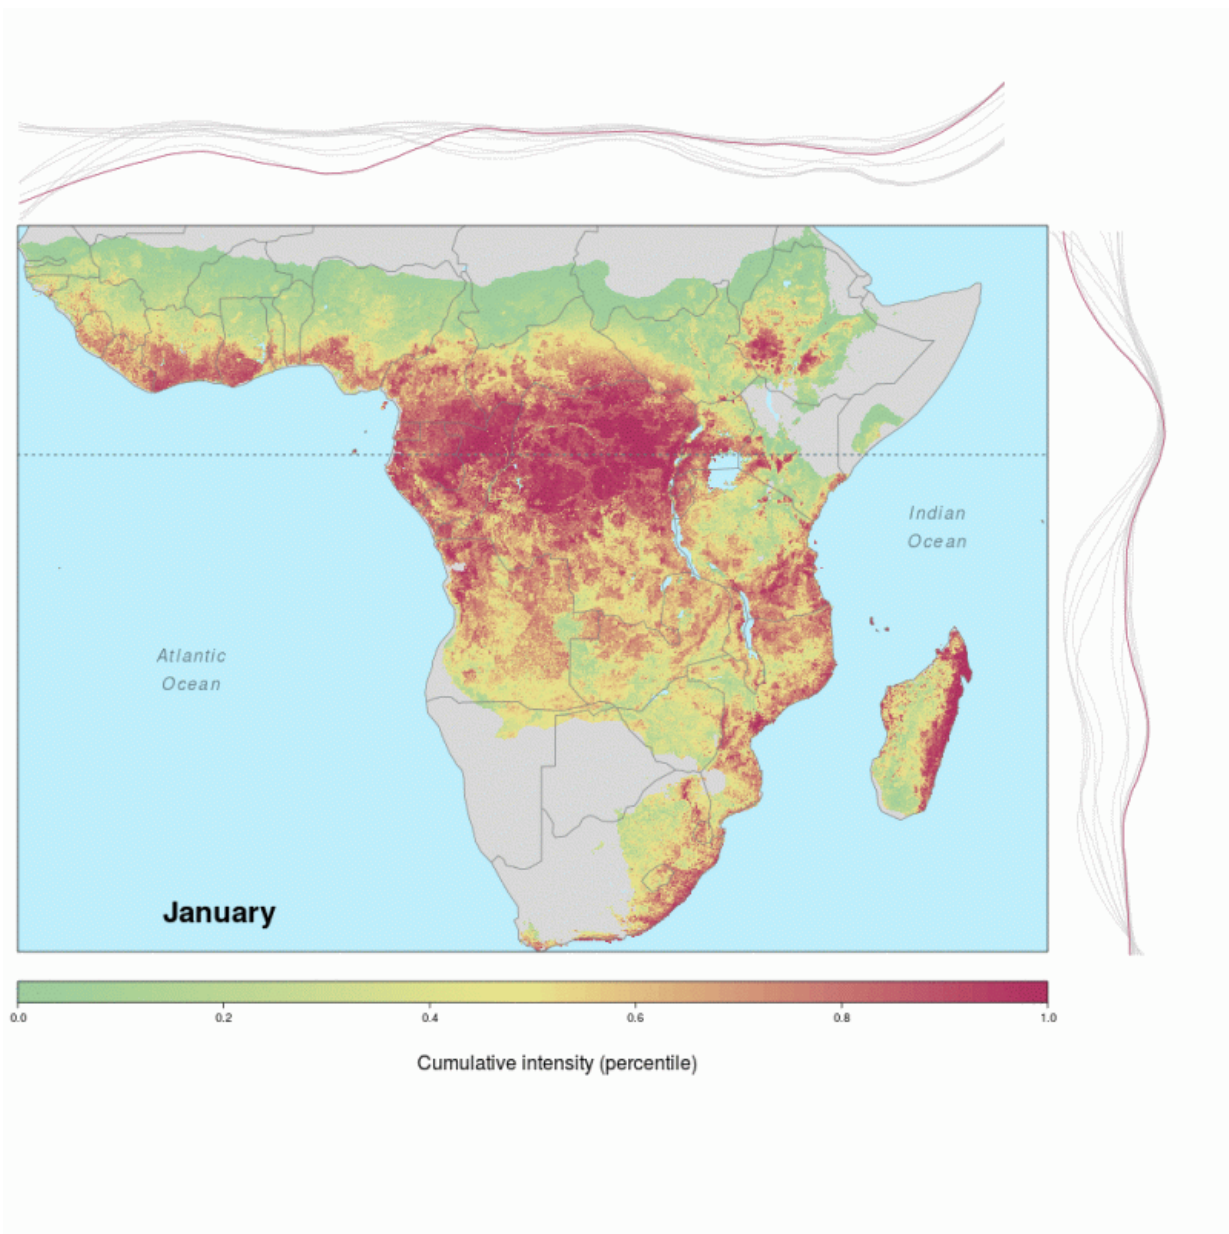 Indian
Ocean
Atlantic
Ocean
January
0.0 0.2 0.4 0.6 0.8 1.0
Cumulative intensity (percentile)